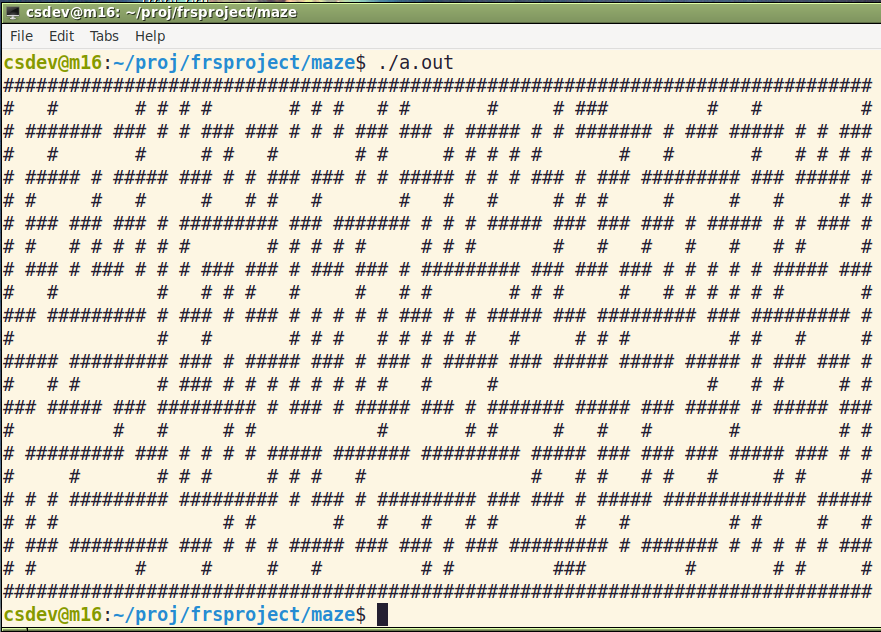 csdev@m16: ~/proj/frsproject/maze
File Edit Tabs Help
csdev@m16:~/proj/frsproject/maze$ ./a.out
###############################################################################
#   #       # # # #       # # #   # #       #     # ###         #   #         #
# ####### ### # # ### ### # # # ### ### # ##### # # ####### # ### ##### # # ###
#   #       #     # #   #       # #     # # # # #       #   #       #   # # # #
# ##### # ##### ### # # ### ### # # ##### # # # ### # ### ######### ### ##### #
# #     #   #     #   # #   #       #   #   #     # # #     #     #   #     # #
# ### ### ### # ######### ### ####### # # # ##### ### ### ### # ##### # # ### #
# #   # # # # # #       # # # # #     # # #       #   #   #   #   #   # #     #
# ### # ### # # # ### ### # ### ### # ######### ### ### ### # # # # # ##### ###
#   #         #   # # #   #     #   # #       # # #     #   # # # # # #       #
### ######### # ### # ### # # # # # ### # # ##### ### ######### ### ######### #
#             #   #       # # #   # # # # #   #     # # #         # #   #     #
##### ######### ### # ##### ### # ### # ##### ### ##### ##### ##### # ### ### #
#   # #       # ### # # # # # # # #   #     #                   #   # #     # #
### ##### ### ######### # ### # ##### ### # ####### ##### ### ##### # ##### ###
#         #   #     # #           #       # #     #   #   #       #         # #
# ######### ### # # # # ##### ####### ######### ##### ### ### ### ##### ### # #
#     #       # # #     # # #   #               #   # #   # #   #     # #     #
# # # ######### ######### # ### # ######### ### ### # ##### ############# #####
# # #               # #       #   #   #   # #       #   #         # #     #   #
# ### ######### ### # # # ##### ### ### # ### ######### # ####### # # # # # ###
# #         #     #     #   #         # #         ###         #       # #     #
###############################################################################
csdev@m16:~/proj/frsproject/maze$